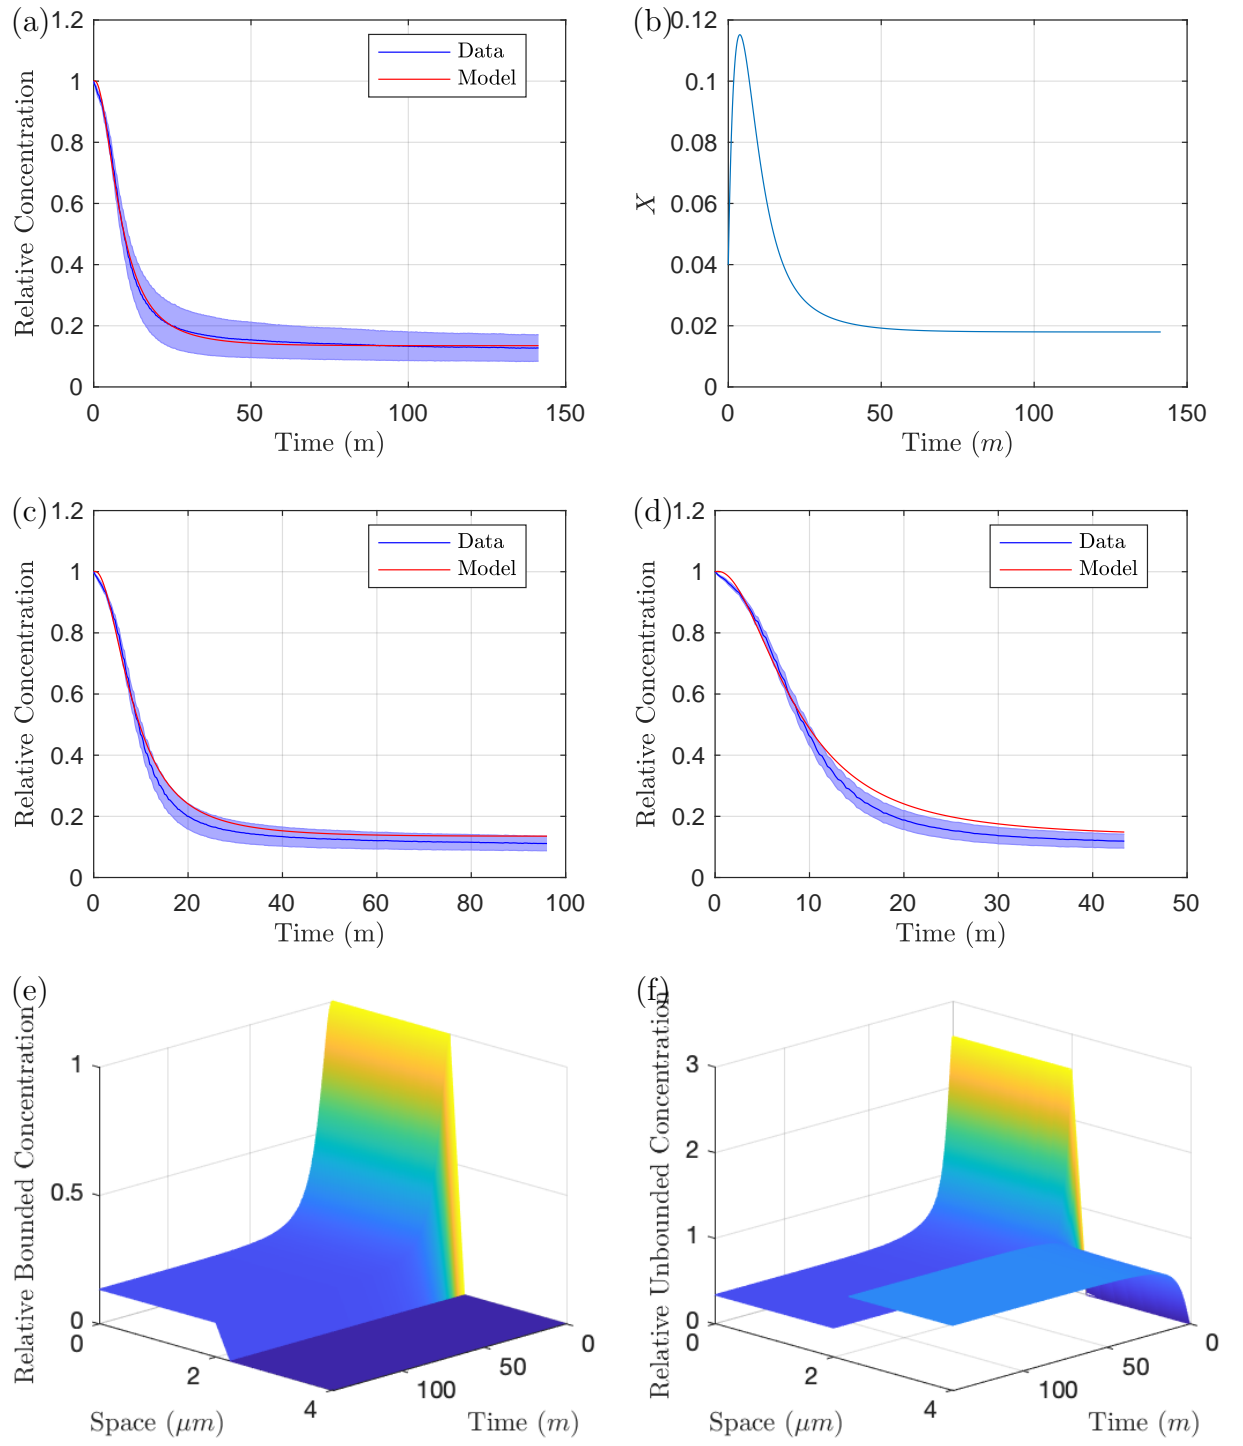 (a)
1.2
1
0.8
0.6
0.4
0.2
0
Relative Concentration
Data
Model
0 50 100 150
Time (m)
(b)
0.12
0.1
0.08
0.06
0.04
0.02
0
X
0 50 100 150
Time (m)
(c)
1.2
1
0.8
0.6
0.4
0.2
0
Relative Concentration
Data
Model
0 20 40 60 80 100
Time (m)
(d)
1.2
1
0.8
0.6
0.4
0.2
0
Relative Concentration
Data
Model
0 10 20 30 40 50
Time (m)
(e)
Relative Bounded Concentration
1
0.5
0
0
2
4
Space (μm)
0
50
100
Time (m)
(f)
Relative Unbounded Concentration
3
2
1
0
0
2
4
Space (μm)
0
50
100
Time (m)